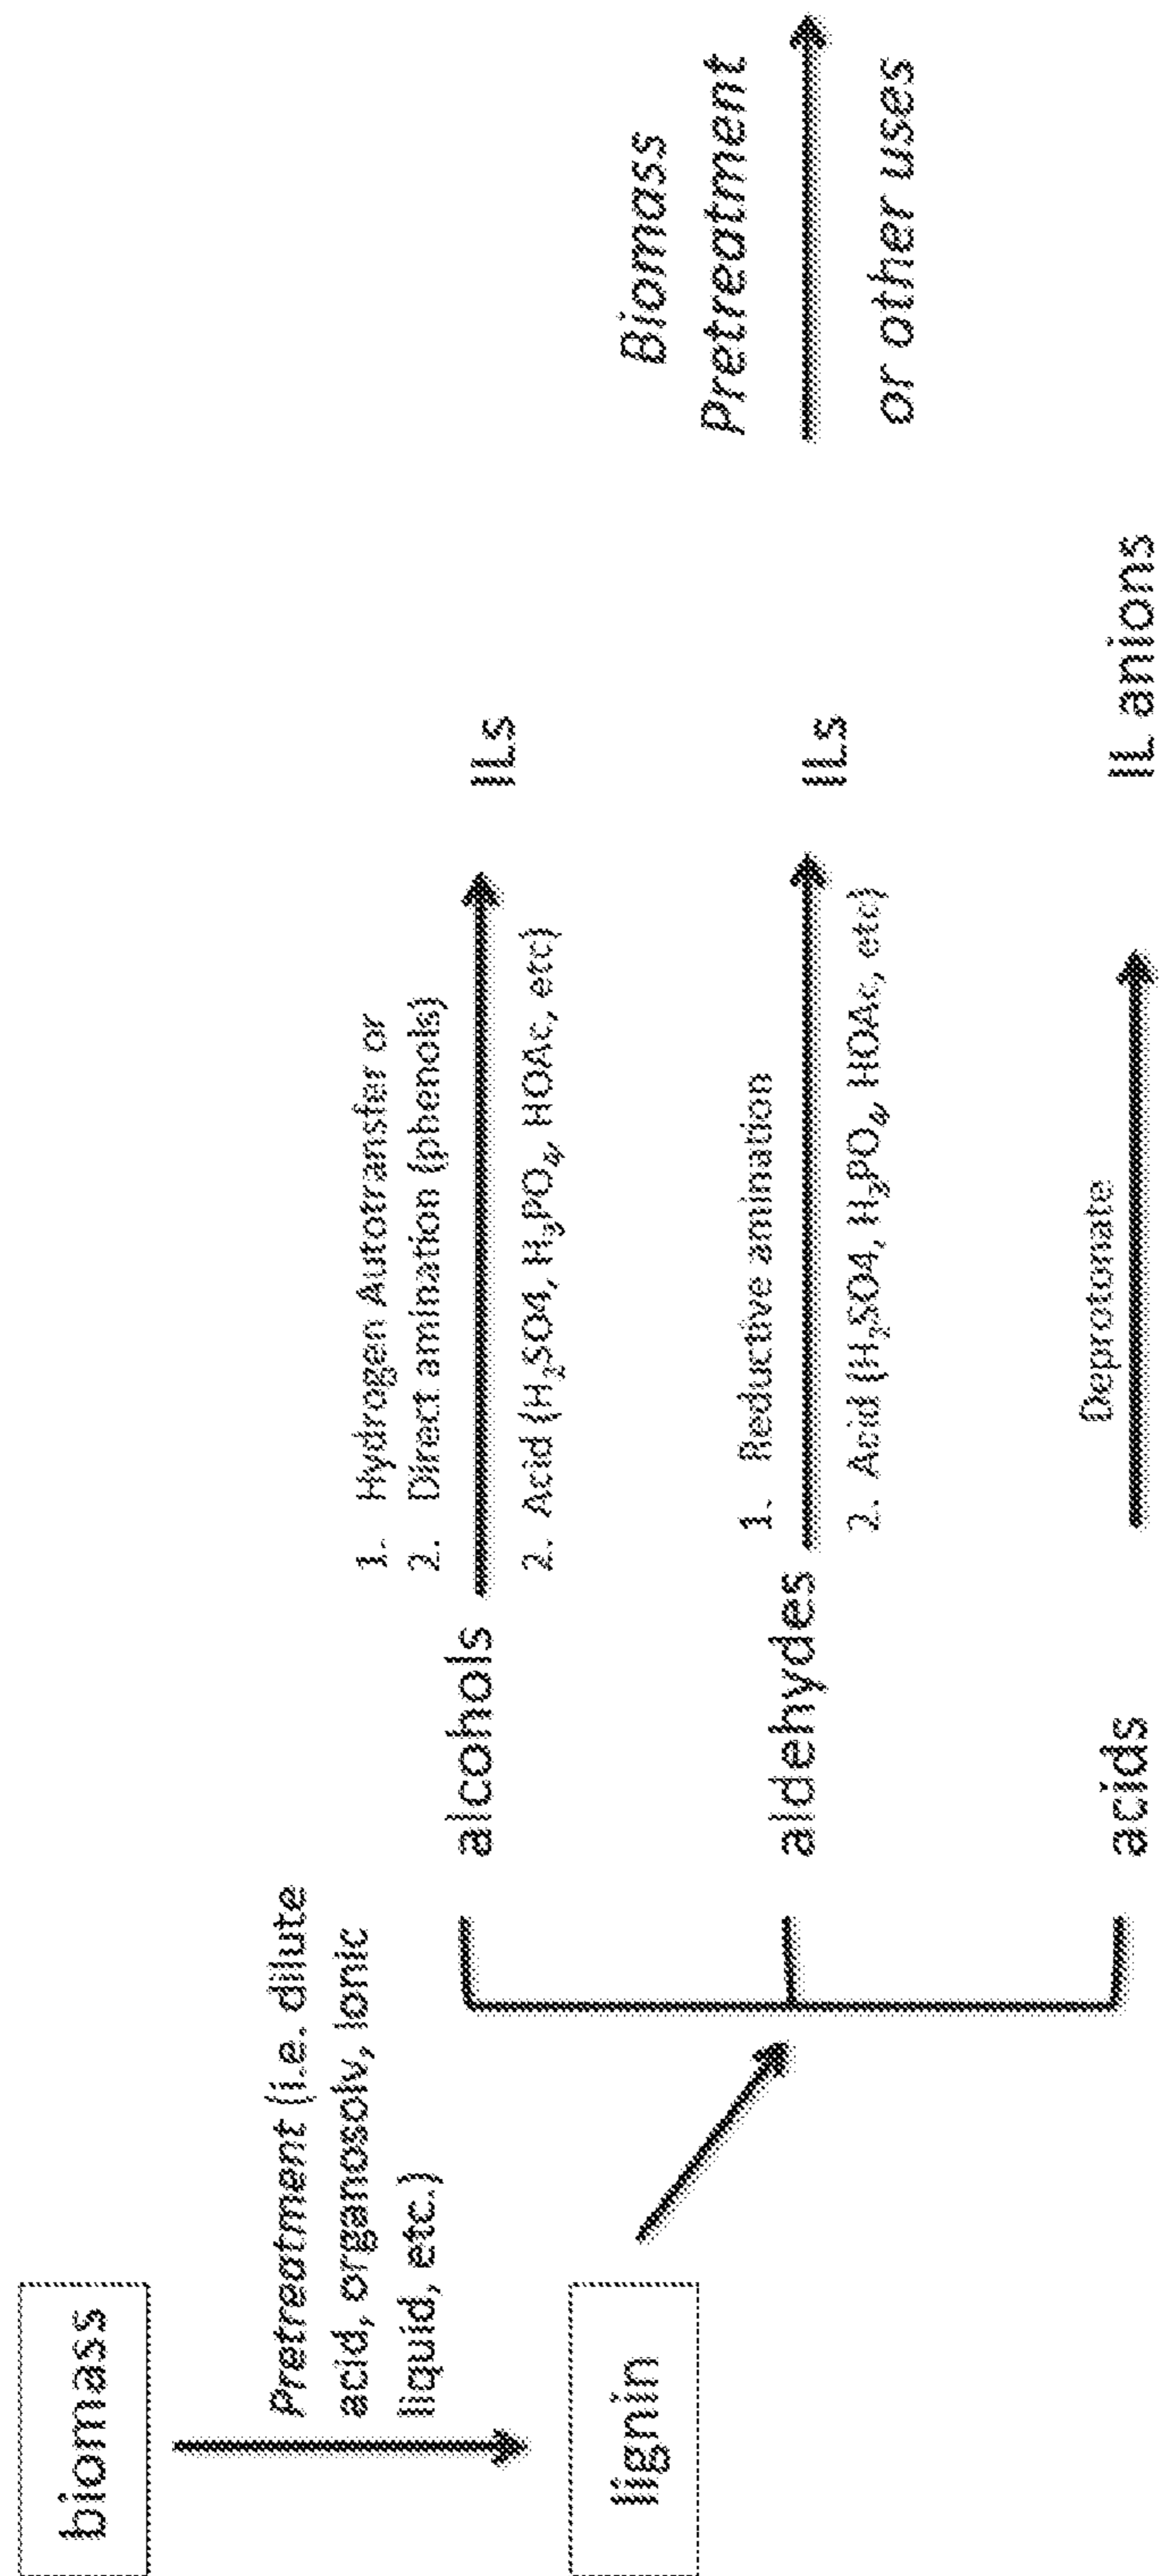 biomass
Pretreatment (i.e. dilute
acid, organosolv, ionic
liquid, etc.)
lignin
alcohols
1. Hydrogen Autotransfer or
2. Direct amination (phenols)
2. Acid (H₂SO4, H₃PO₄, HOAc, etc)
ILs
aldehydes
1. Reductive amination
2. Acid (H₂SO4, H₃PO₄, HOAc, etc)
ILs
acids
Deprotonate
IL anions
Biomass
Pretreatment
or other uses